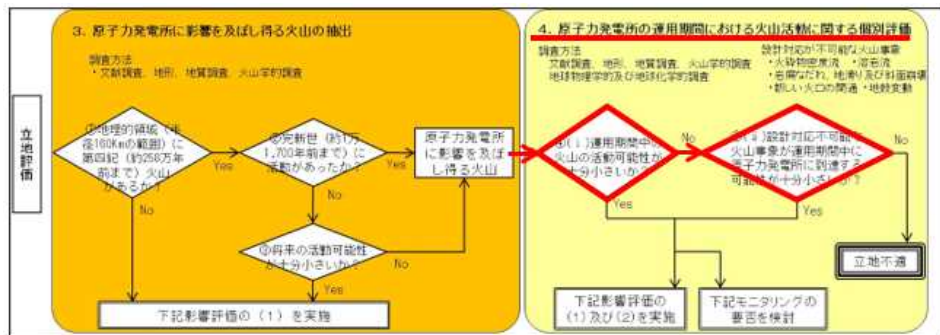 立地評価
3. 原子力発電所に影響を及ぼし得る火山の抽出
調査方法
・文献調査、地形、地質調査、火山学的調査
①地理的領域（半
径160Kmの範囲）に
第四紀（約258万年
前まで）火山
があるか？
Yes
No
②完新世（約1万
1,700年前まで）に
活動があったか？
Yes
No
原子力発電所
に影響を及ぼ
し得る火山
③将来の活動可能性
が十分小さいか？
No
Yes
下記影響評価の（1）を実施
4. 原子力発電所の運用期間における火山活動に関する個別評価
調査方法
文献調査、地形、地質調査、火山学的調査
地球物理学的及び地球化学的調査
設計対応が不可能な火山事象
・火砕物密度流 ・溶岩流
・岩屑なだれ、地滑り及び斜面崩壊
・新しい火口の開通 ・地殻変動
④(ⅰ)運用期間中の
火山の活動可能性が
十分小さいか？
No
Yes
④(ⅱ)設計対応不可能な
火山事象が運用期間中に
原子力発電所に到達する
可能性が十分小さいか？
No
Yes
立地不適
下記影響評価の
(1)及び(2)を実施
下記モニタリングの
要否を検討